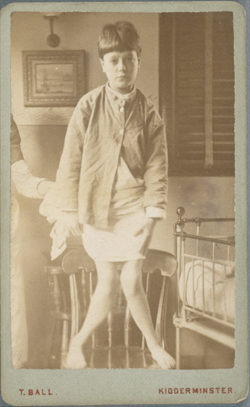 T. BALL. KIDDERMINSTER.